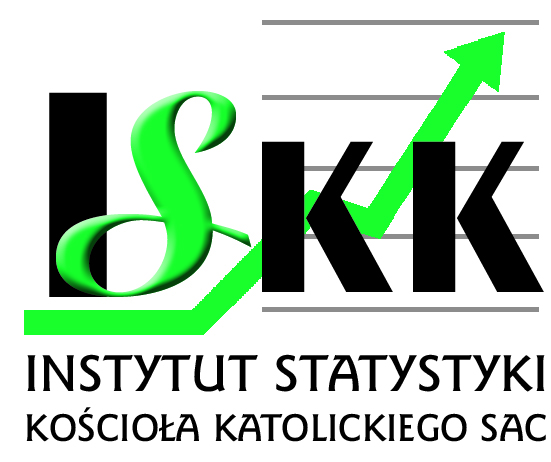 ISKK
INSTYTUT STATYSTYKI
KOŚCIOŁA KATOLICKIEGO SAC